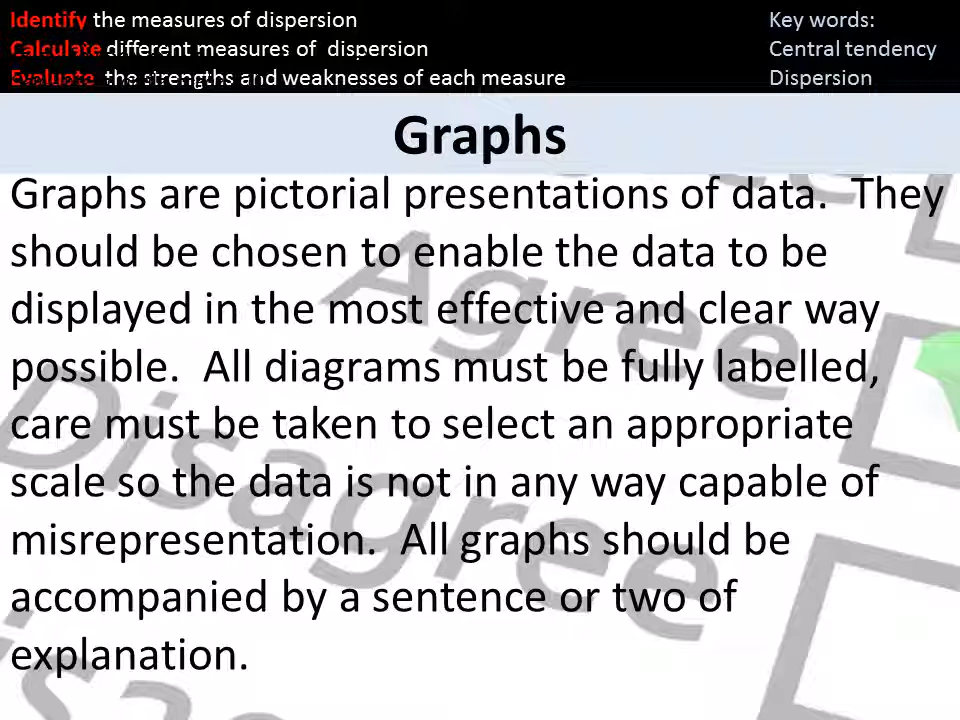 Identify the measures of dispersion
Calculate different measures of dispersion
Evaluate the strengths and weaknesses of each measure
Key words:
Central tendency
Dispersion
Graphs
Graphs are pictorial presentations of data. They
should be chosen to enable the data to be
displayed in the most effective and clear way
possible. All diagrams must be fully labelled,
care must be taken to select an appropriate
scale so the data is not in any way capable of
misrepresentation. All graphs should be
accompanied by a sentence or two of
explanation.
Agree
Disagree